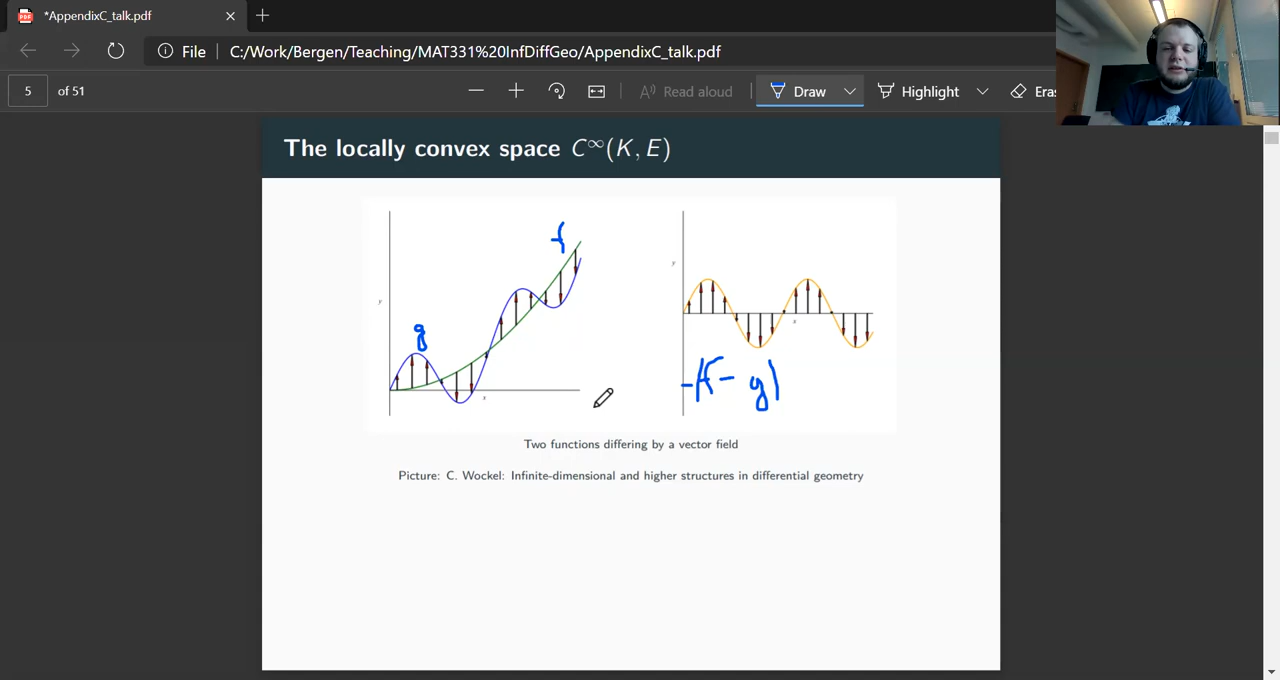 *AppendixC_talk.pdf
File C:/Work/Bergen/Teaching/MAT331%20InfDiffGeo/AppendixC_talk.pdf
5 of 51 Read aloud Draw Highlight Eras
The locally convex space C∞(K, E)
f
g
y
x
y
x
-(f - g)
Two functions differing by a vector field
Picture: C. Wockel: Infinite-dimensional and higher structures in differential geometry